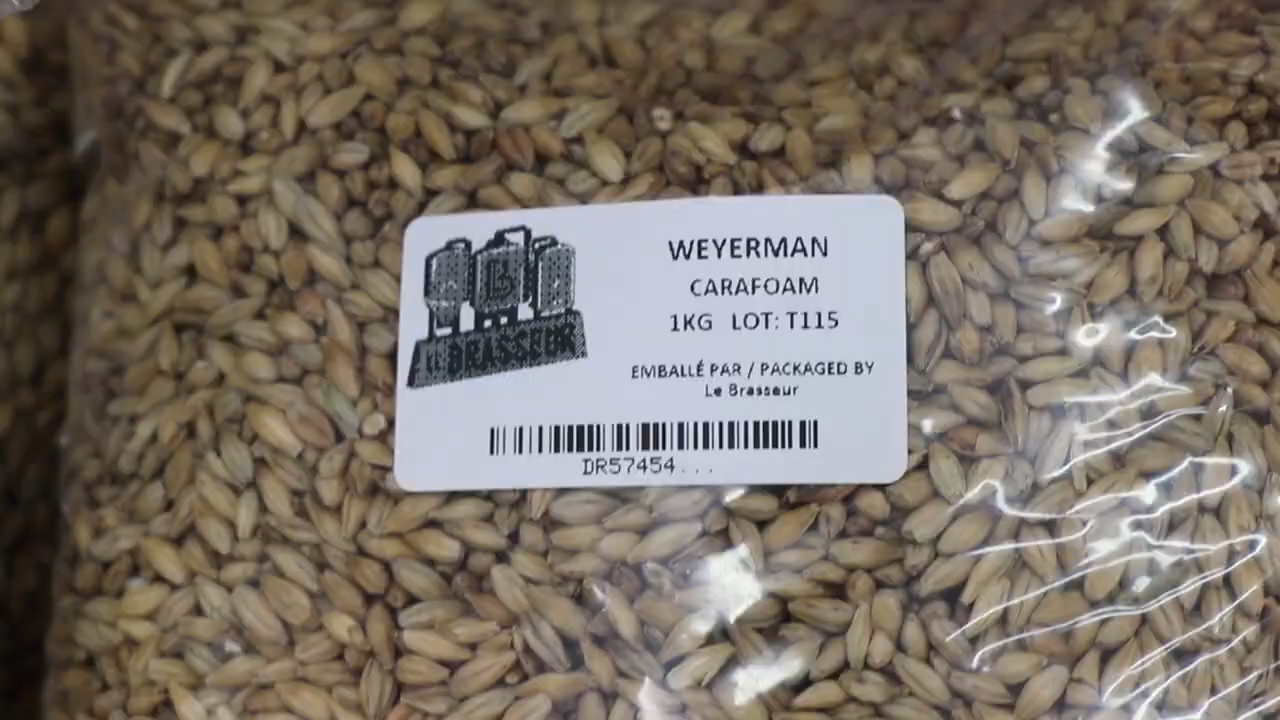 WEYERMAN
CARAFOAM
1KG LOT: T115
EMBALLÉ PAR / PACKAGED BY
Le Brasseur
LE BRASSEUR
DR57454...